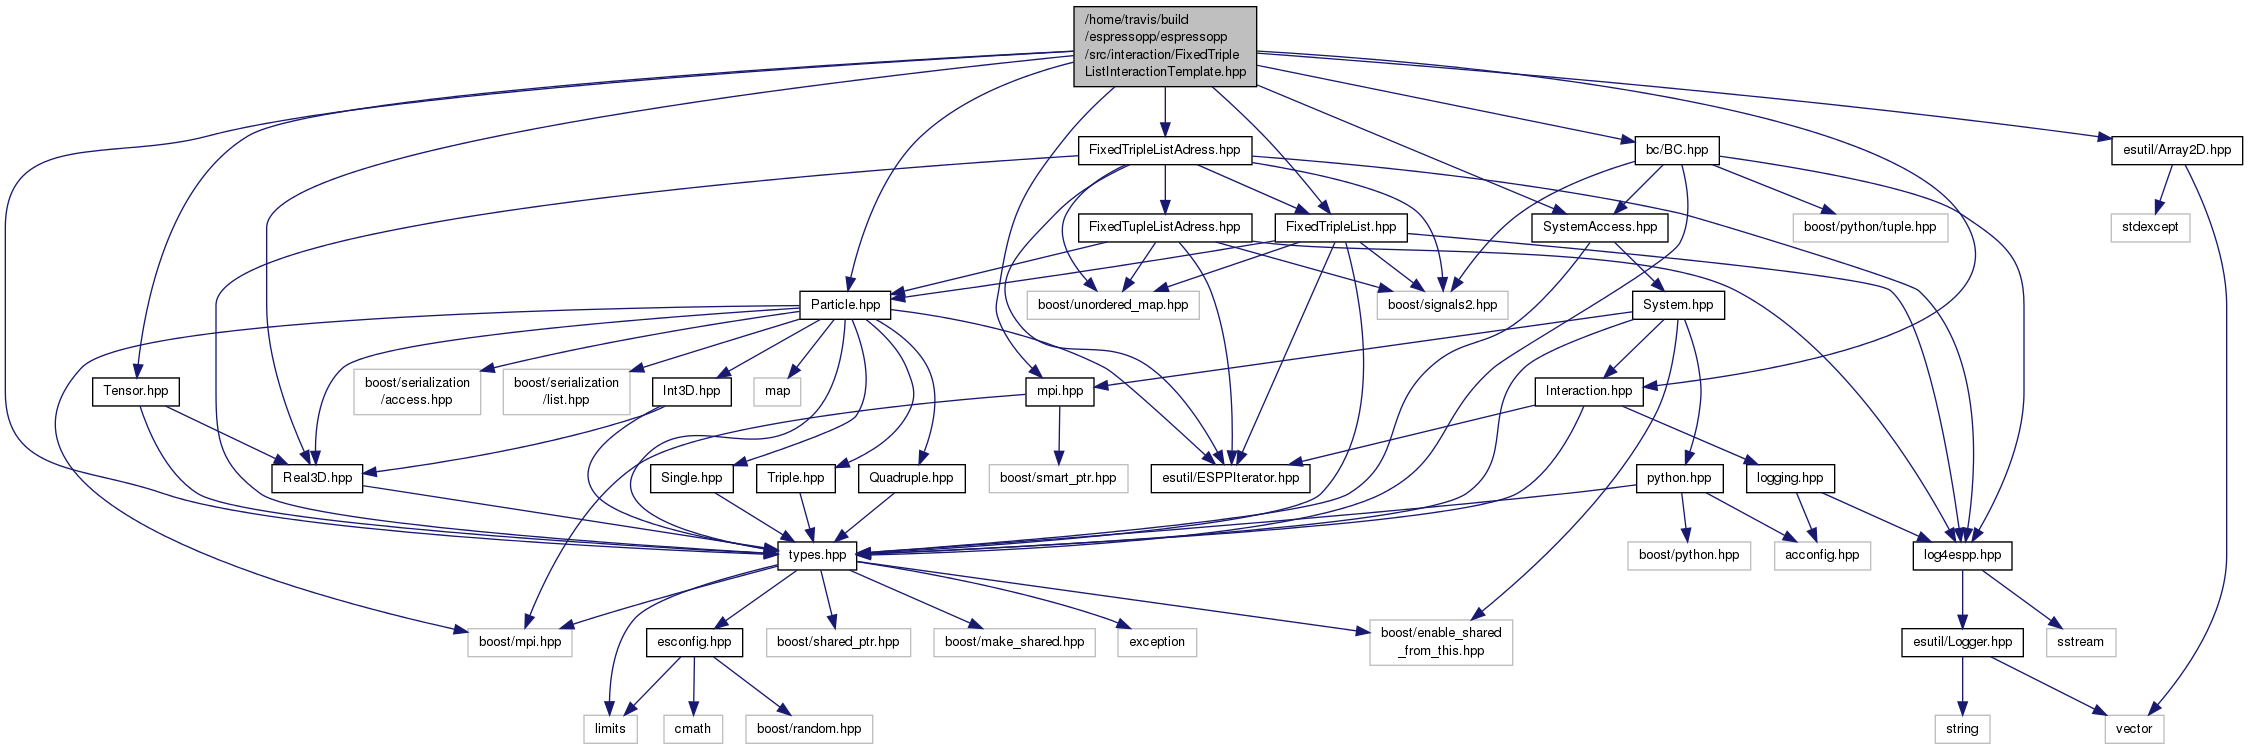 /home/travis/build
/espressopp/espressopp
/src/interaction/FixedTriple
ListInteractionTemplate.hpp
FixedTripleListAdress.hpp
bc/BC.hpp
esutil/Array2D.hpp
FixedTupleListAdress.hpp
FixedTripleList.hpp
SystemAccess.hpp
boost/python/tuple.hpp
stdexcept
Particle.hpp
boost/unordered_map.hpp
boost/signals2.hpp
System.hpp
Tensor.hpp
boost/serialization
/access.hpp
boost/serialization
/list.hpp
Int3D.hpp
map
mpi.hpp
Interaction.hpp
Real3D.hpp
Single.hpp
Triple.hpp
Quadruple.hpp
boost/smart_ptr.hpp
esutil/ESPPIterator.hpp
python.hpp
logging.hpp
types.hpp
boost/python.hpp
acconfig.hpp
log4espp.hpp
boost/mpi.hpp
esconfig.hpp
boost/shared_ptr.hpp
boost/make_shared.hpp
exception
boost/enable_shared
_from_this.hpp
esutil/Logger.hpp
sstream
limits
cmath
boost/random.hpp
string
vector